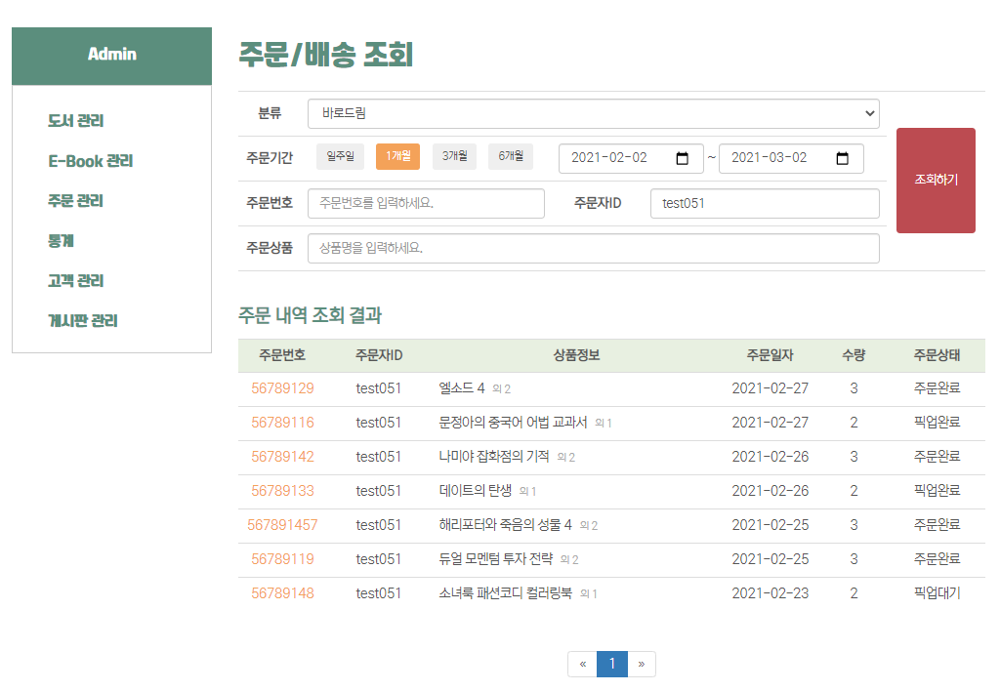 Admin
도서 관리
E-Book 관리
주문 관리
통계
고객 관리
게시판 관리
주문/배송 조회
분류 바로드림
주문기간 일주일 1개월 3개월 6개월 2021-02-02 ~ 2021-03-02
조회하기
주문번호 주문번호를 입력하세요. 주문자ID test051
주문상품 상품명을 입력하세요.
주문 내역 조회 결과
주문번호 주문자ID 상품정보 주문일자 수량 주문상태
56789129 test051 엘소드 4 외 2 2021-02-27 3 주문완료
56789116 test051 문정아의 중국어 어법 교과서 외 1 2021-02-27 2 픽업완료
56789142 test051 나미야 잡화점의 기적 외 2 2021-02-26 3 주문완료
56789133 test051 데이트의 탄생 외 1 2021-02-26 2 픽업완료
567891457 test051 해리포터와 죽음의 성물 4 외 2 2021-02-25 3 주문완료
56789119 test051 듀얼 모멘텀 투자 전략 외 2 2021-02-25 3 주문완료
56789148 test051 소녀룩 패션코디 컬러링북 외 1 2021-02-23 2 픽업대기
« 1 »